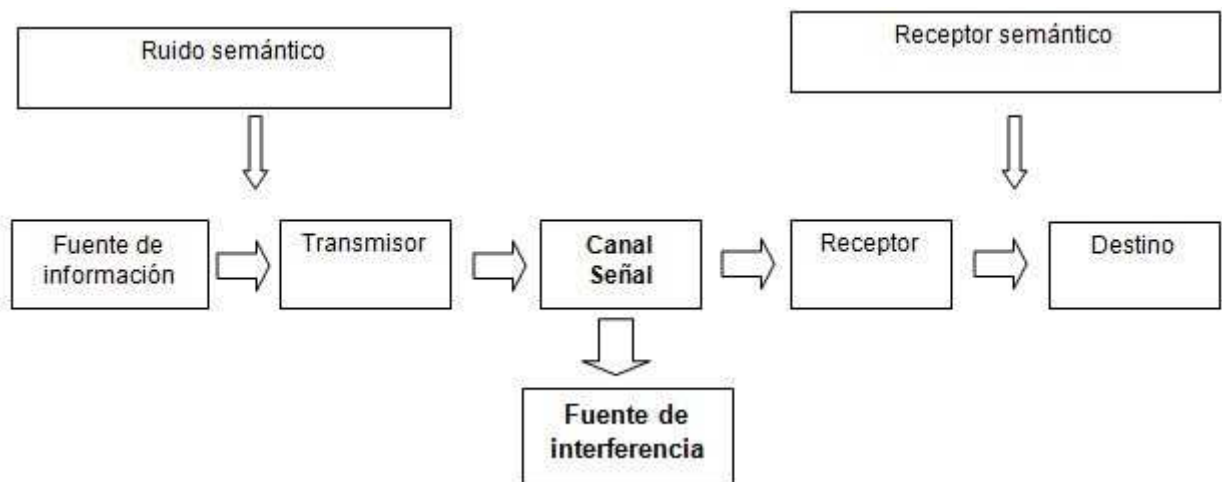 Ruido semántico
Receptor semántico
Fuente de
información
Transmisor
Canal
Señal
Receptor
Destino
Fuente de
interferencia